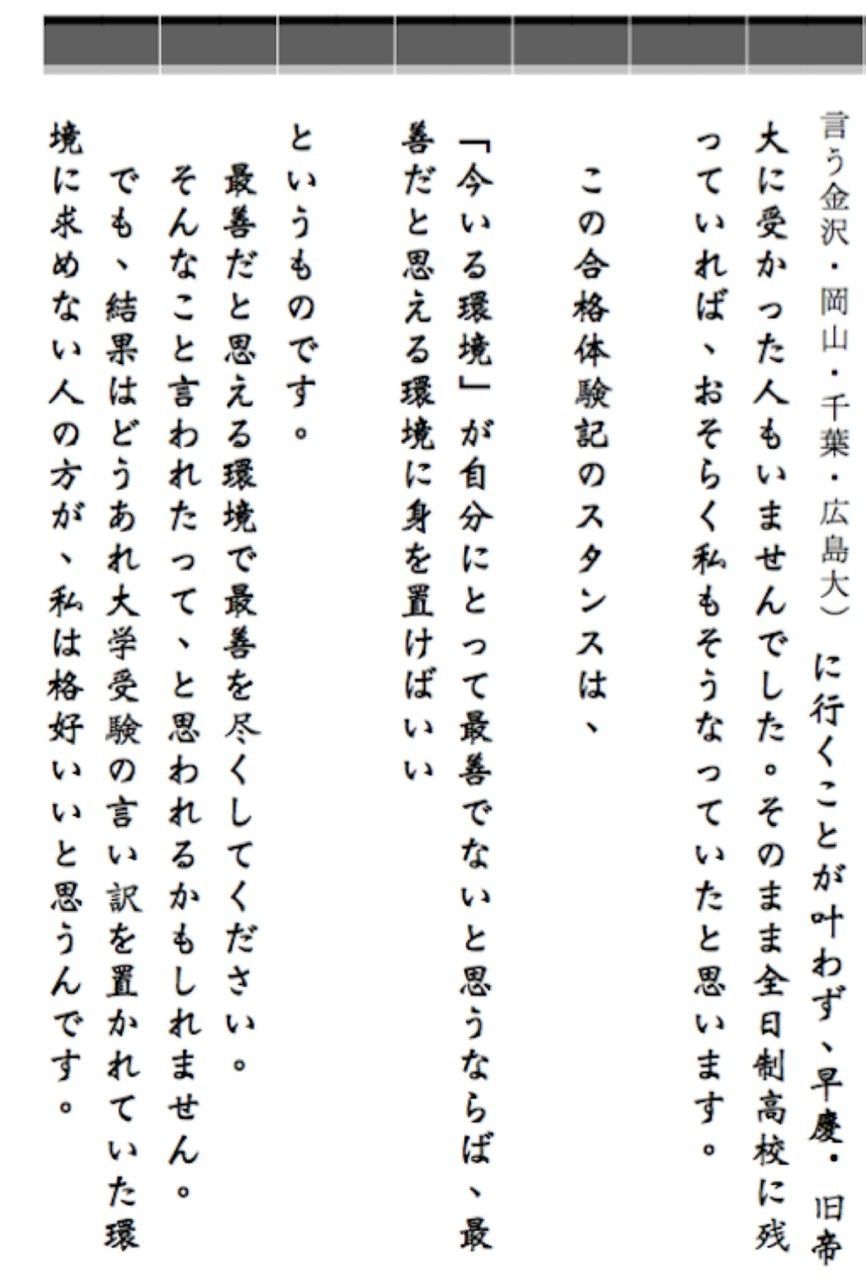 言う金沢・岡山・千葉・広島大）に行くことが叶わず、早慶・旧帝
大に受かった人もいませんでした。そのまま全日制高校に残
っていれば、おそらく私もそうなっていたと思います。
この合格体験記のスタンスは、
「今いる環境」が自分にとって最善でないと思うならば、最
善だと思える環境に身を置けばいい
というものです。
最善だと思える環境で最善を尽くしてください。
そんなこと言われたって、と思われるかもしれません。
でも、結果はどうあれ大学受験の言い訳を置かれていた環
境に求めない人の方が、私は格好いいと思うんです。